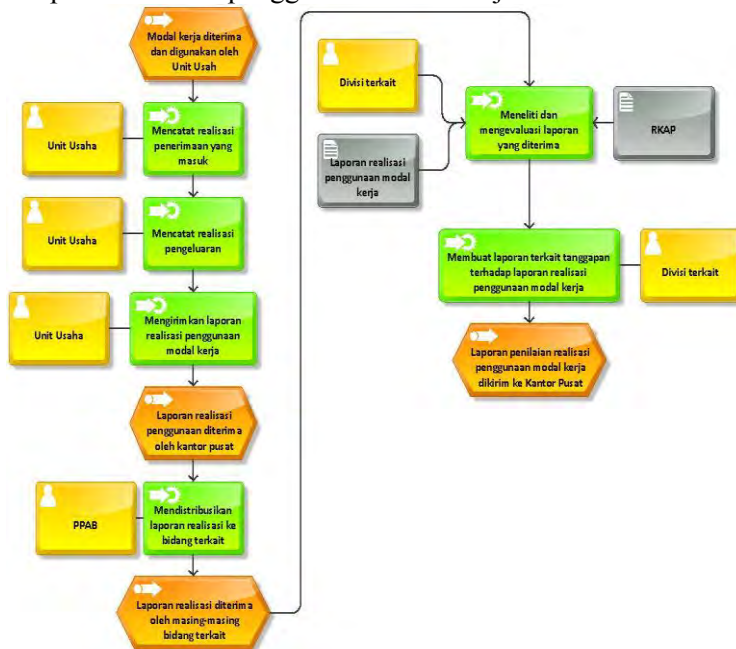 Modal kerja diterima
dan digunakan oleh
Unit Usah
Unit Usaha
Mencatat realisasi
penerimaan yang
masuk
Unit Usaha
Mencatat realisasi
pengeluaran
Unit Usaha
Mengirimkan laporan
realisasi penggunaan
modal kerja
Laporan realisasi
penggunaan diterima
oleh kantor pusat
PPAB
Mendistribusikan
laporan realisasi ke
bidang terkait
Laporan realisasi diterima
oleh masing-masing
bidang terkait
Divisi terkait
Laporan realisasi
penggunaan modal
kerja
Meneliti dan
mengevaluasi laporan
yang diterima
RKAP
Membuat laporan terkait tanggapan
terhadap laporan realisasi
penggunaan modal kerja
Divisi terkait
Laporan penilaian realisasi
penggunaan modal kerja
dikirim ke Kantor Pusat